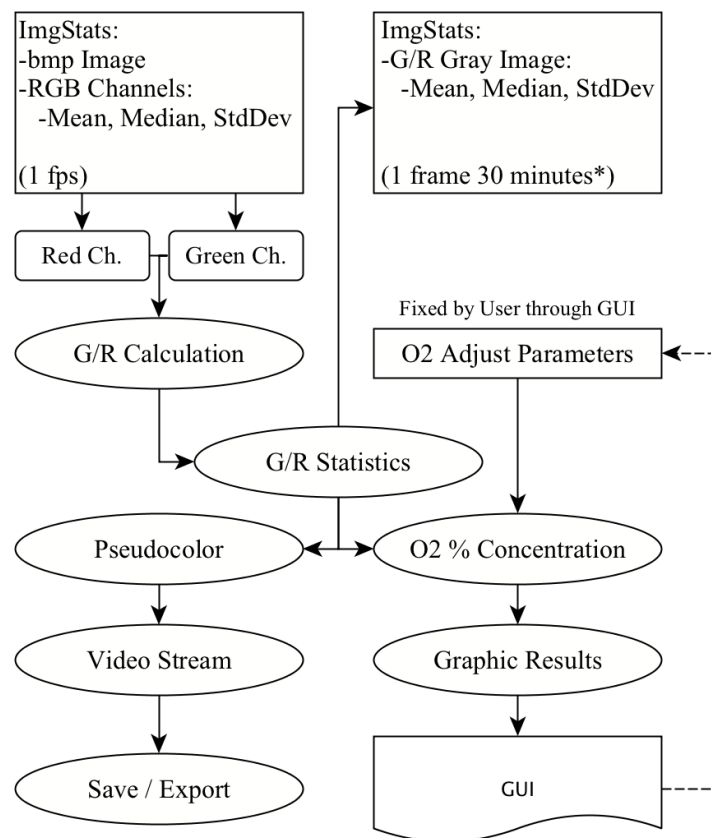 ImgStats:
-bmp Image
-RGB Channels:
-Mean, Median, StdDev
(1 fps)
ImgStats:
-G/R Gray Image:
-Mean, Median, StdDev
(1 frame 30 minutes*)
Red Ch.
Green Ch.
G/R Calculation
Fixed by User through GUI
O2 Adjust Parameters
G/R Statistics
Pseudocolor
O2 % Concentration
Video Stream
Graphic Results
Save / Export
GUI